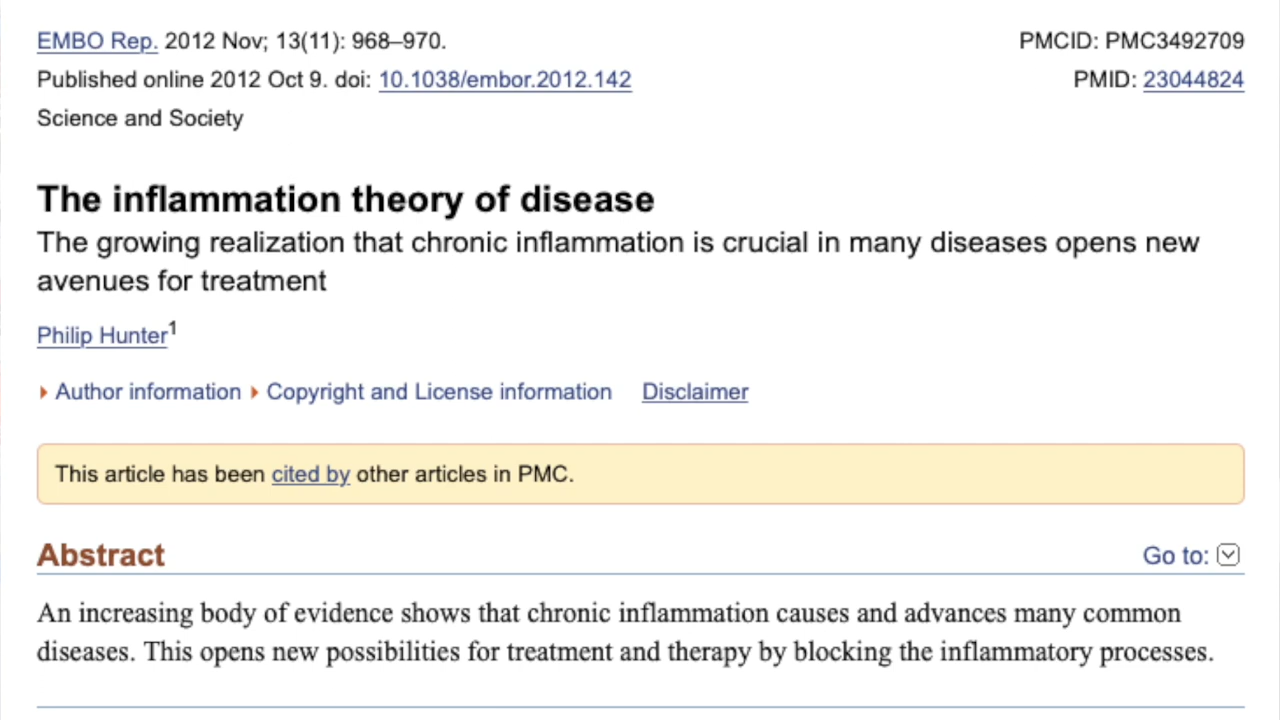 EMBO Rep. 2012 Nov; 13(11): 968–970.
PMCID: PMC3492709
Published online 2012 Oct 9. doi: 10.1038/embor.2012.142
PMID: 23044824
Science and Society
The inflammation theory of disease
The growing realization that chronic inflammation is crucial in many diseases opens new
avenues for treatment
Philip Hunter1
Author information Copyright and License information Disclaimer
This article has been cited by other articles in PMC.
Abstract
Go to:
An increasing body of evidence shows that chronic inflammation causes and advances many common
diseases. This opens new possibilities for treatment and therapy by blocking the inflammatory processes.